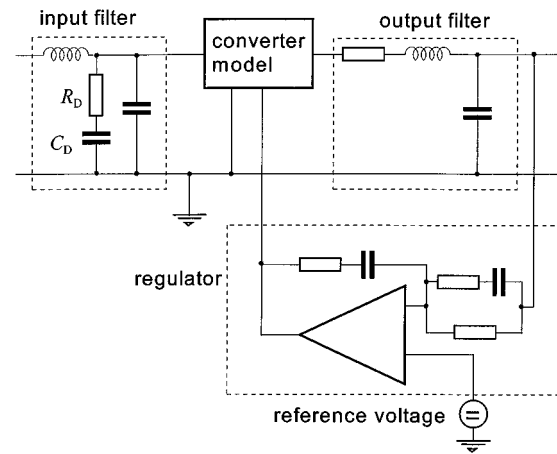 input filter
output filter
converter
model
R_D
C_D
regulator
reference voltage
=